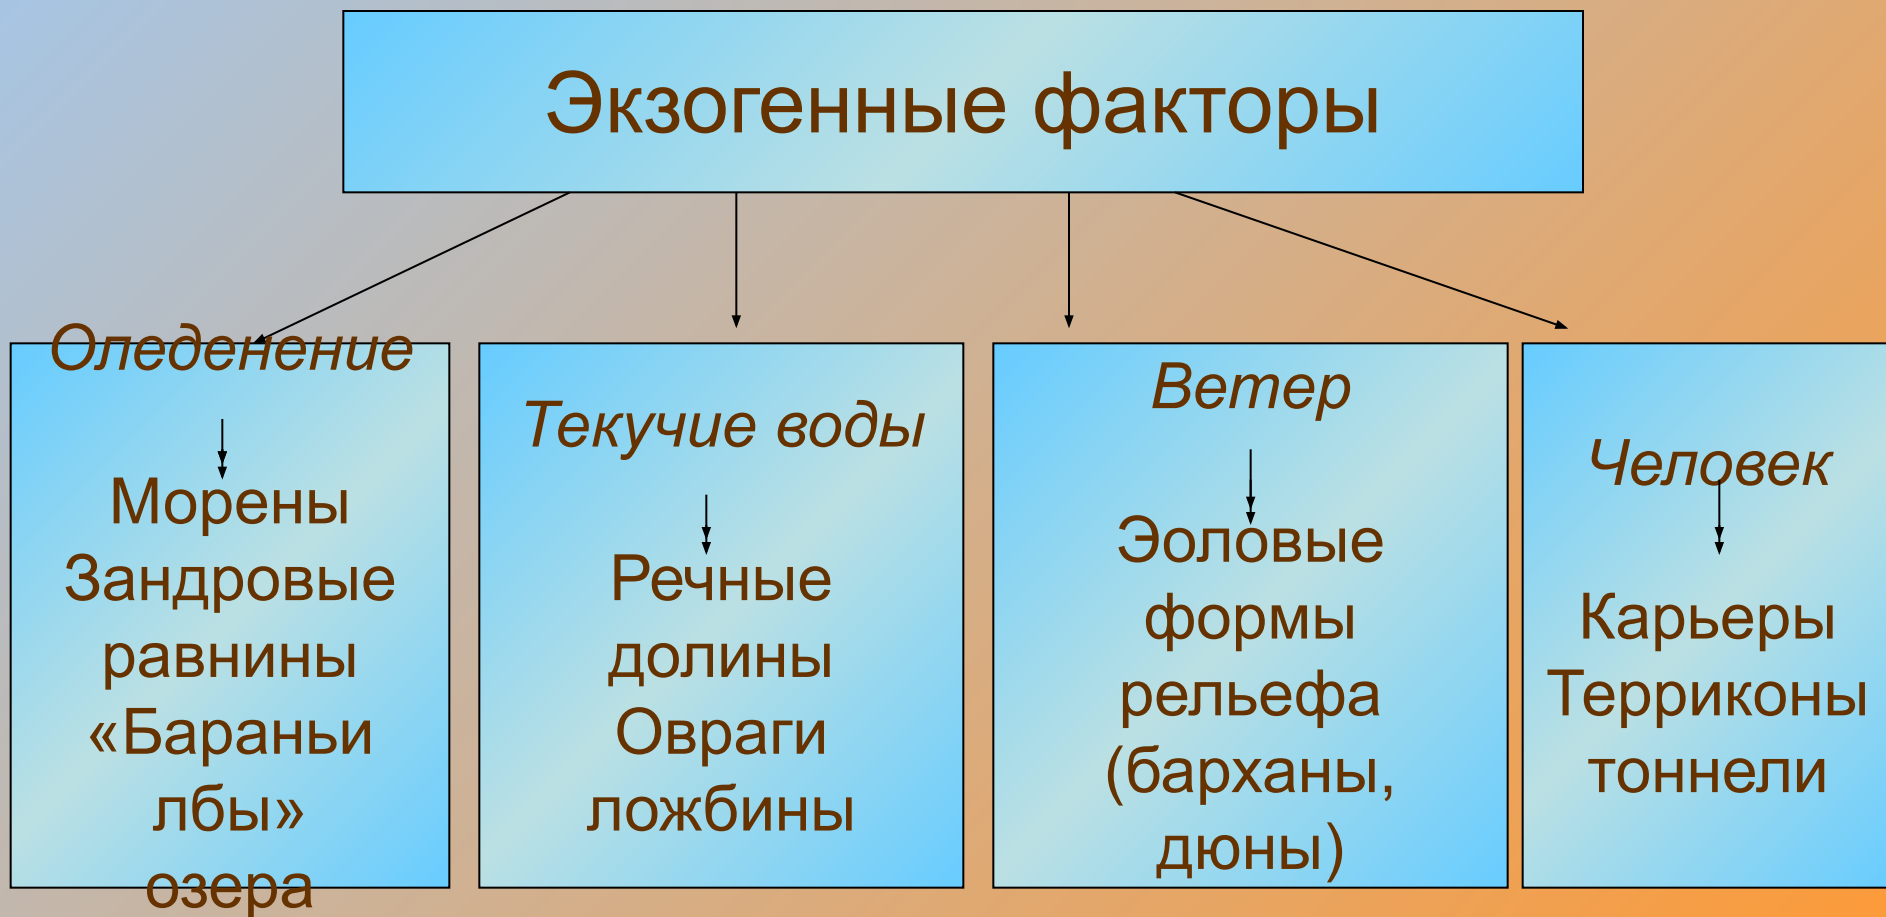 Экзогенные факторы
Оледенение
Морены
Зандровые
равнины
«Бараньи
лбы»
озера
Текучие воды
Речные
долины
Овраги
ложбины
Ветер
Эоловые
формы
рельефа
(барханы,
дюны)
Человек
Карьеры
Терриконы
тоннели